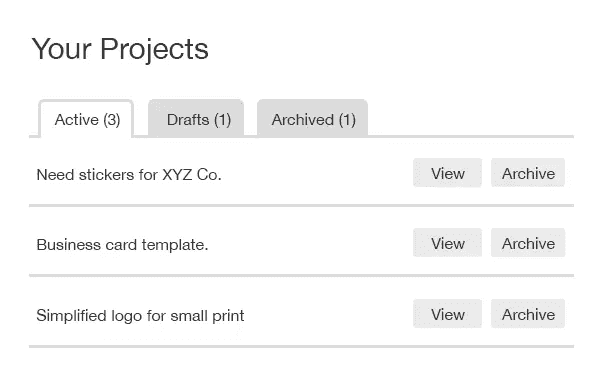 Your Projects
Active (3) Drafts (1) Archived (1)
Need stickers for XYZ Co. View Archive
Business card template. View Archive
Simplified logo for small print View Archive